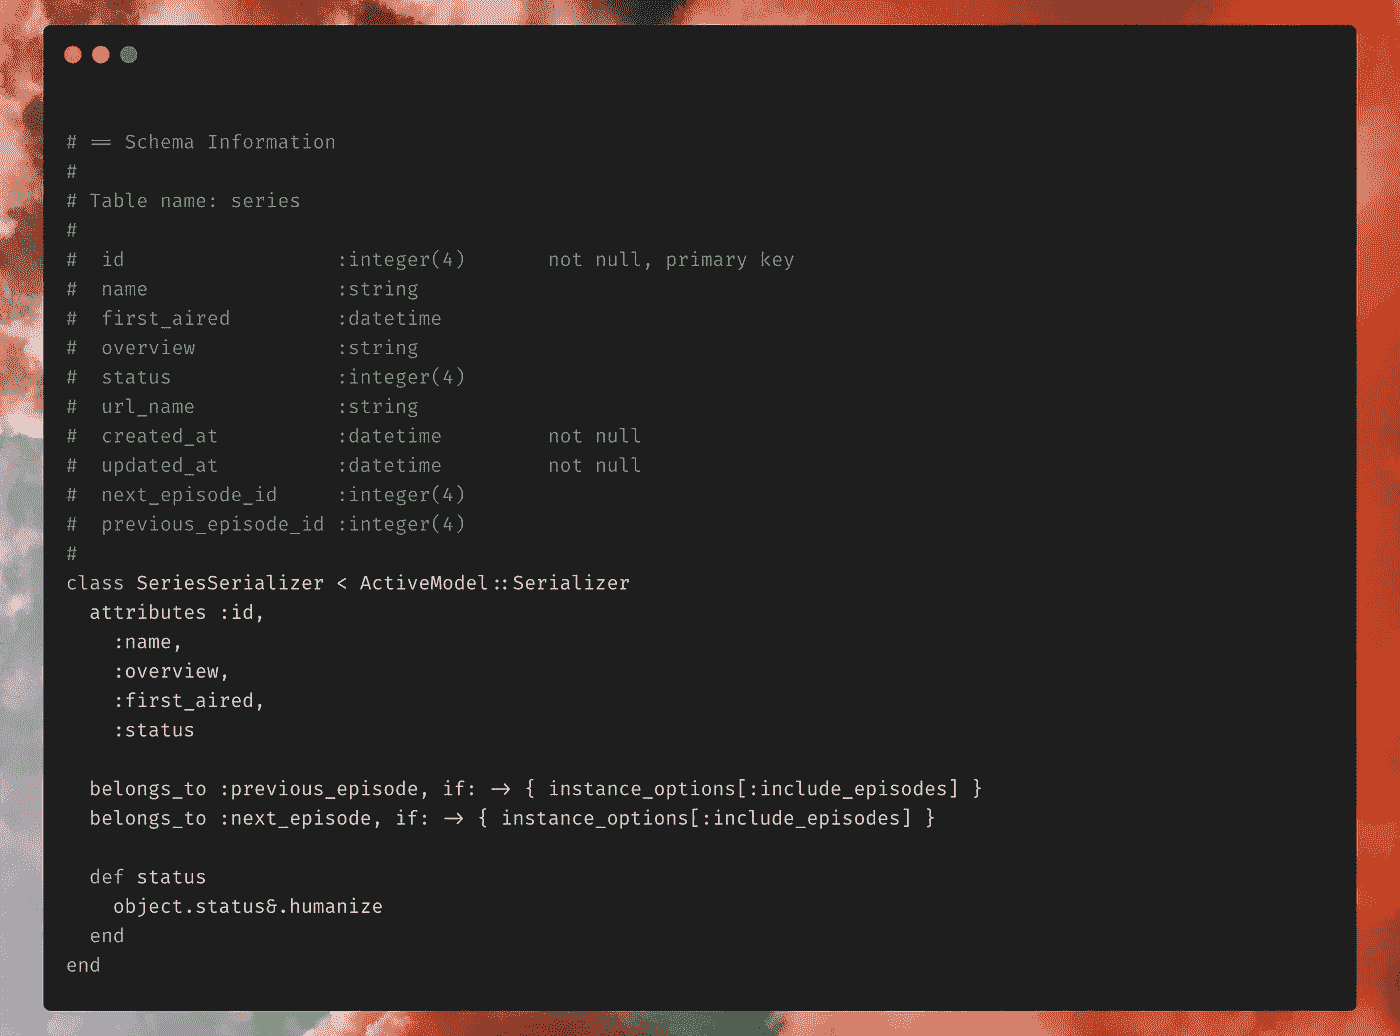 # == Schema Information
#
# Table name: series
#
#  id                  :integer(4)       not null, primary key
#  name                :string
#  first_aired         :datetime
#  overview            :string
#  status              :integer(4)
#  url_name            :string
#  created_at          :datetime         not null
#  updated_at          :datetime         not null
#  next_episode_id     :integer(4)
#  previous_episode_id :integer(4)
#
class SeriesSerializer < ActiveModel::Serializer
  attributes :id,
    :name,
    :overview,
    :first_aired,
    :status

  belongs_to :previous_episode, if: -> { instance_options[:include_episodes] }
  belongs_to :next_episode, if: -> { instance_options[:include_episodes] }

  def status
    object.status&.humanize
  end
end